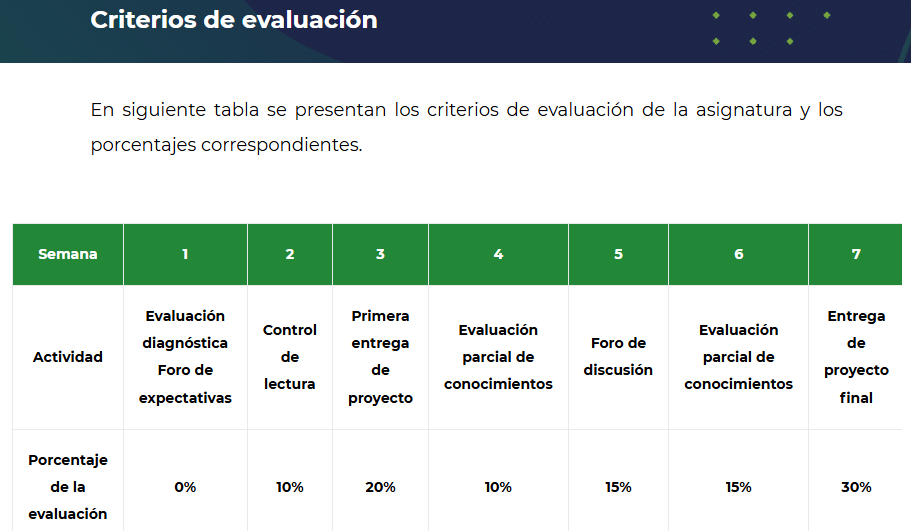 Criterios de evaluación
En siguiente tabla se presentan los criterios de evaluación de la asignatura y los
porcentajes correspondientes.
Semana 1 2 3 4 5 6 7
Actividad
Evaluación
diagnóstica
Foro de
expectativas
Control
de
lectura
Primera
entrega
de
proyecto
Evaluación
parcial de
conocimientos
Foro de
discusión
Evaluación
parcial de
conocimientos
Entrega
de
proyecto
final
Porcentaje
de la
evaluación
0% 10% 20% 10% 15% 15% 30%